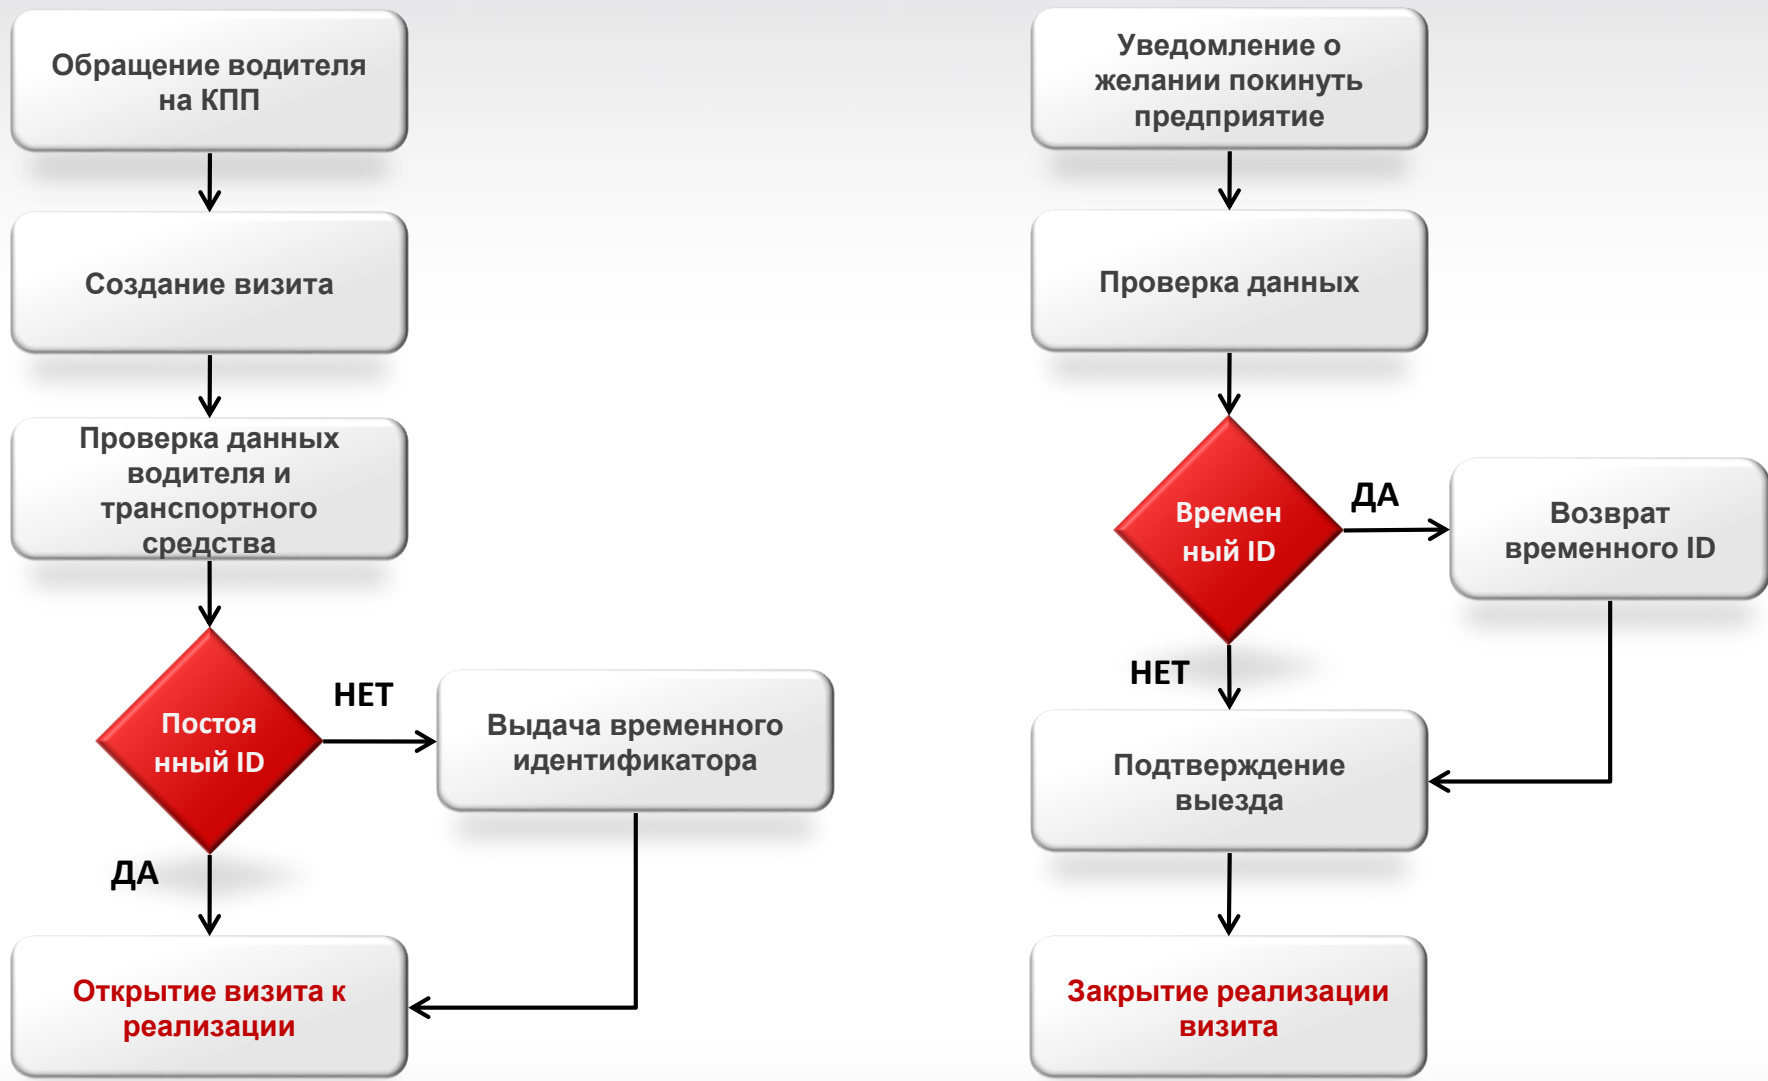 Обращение водителя
на КПП
Создание визита
Проверка данных
водителя и
транспортного
средства
Постоя
нный ID
НЕТ
Выдача временного
идентификатора
ДА
Открытие визита к
реализации
Уведомление о
желании покинуть
предприятие
Проверка данных
Времен
ный ID
ДА
Возврат
временного ID
НЕТ
Подтверждение
выезда
Закрытие реализации
визита